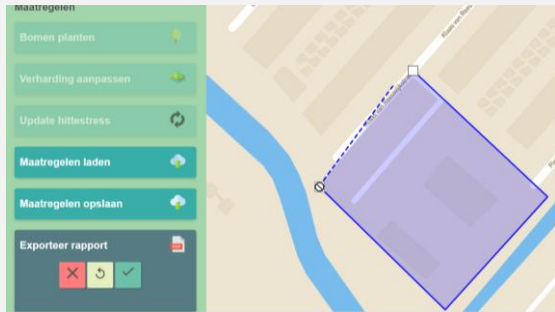 Maatregelen
Bomen planten
Verharding aanpassen
Update hittestress
Maatregelen laden
Maatregelen opslaan
Exporteer rapport